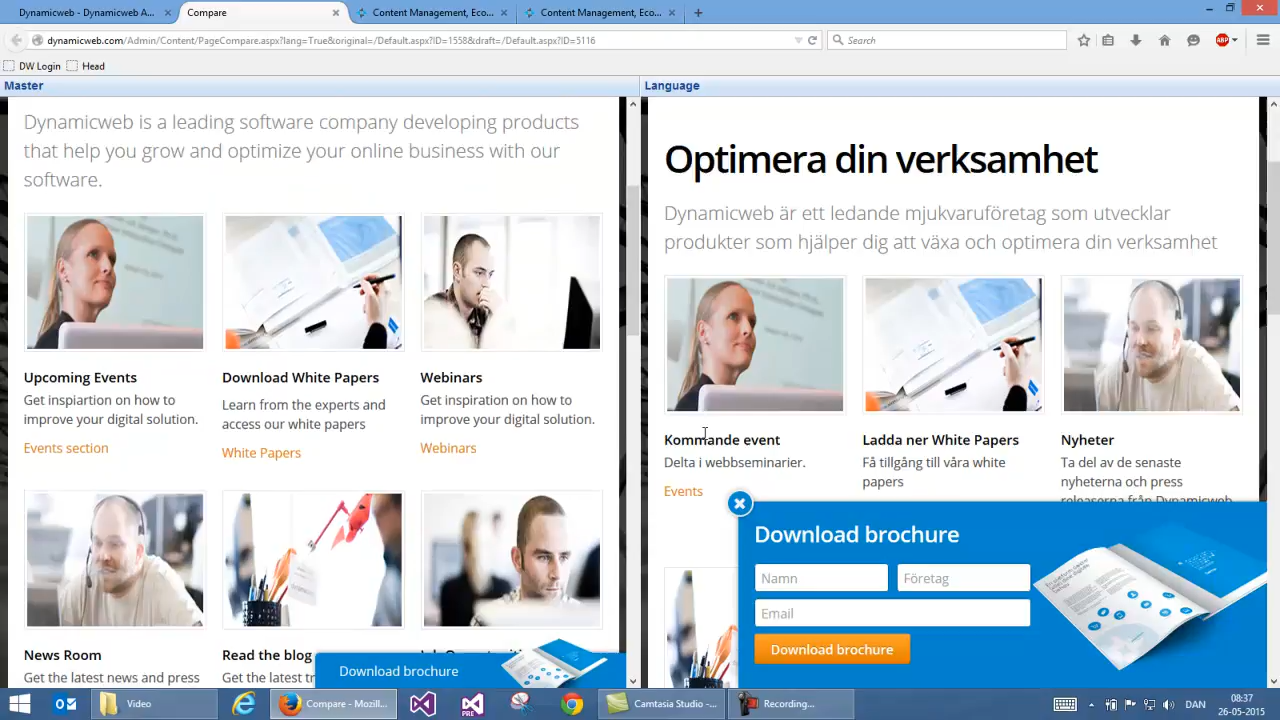 Dynamicweb - Dynamicweb A...
Compare
Content Management, Eco...
Content Management, Eco...
dynamicweb.com/Admin/Content/PageCompare.aspx?lang=True&original=/Default.aspx?ID=1558&draft=/Default.aspx?ID=5116
Search
ABP
DW Login
Head
Master
Language
Dynamicweb is a leading software company developing products
that help you grow and optimize your online business with our
software.
Upcoming Events
Get inspiartion on how to
improve your digital solution.
Events section
Download White Papers
Learn from the experts and
access our white papers
White Papers
Webinars
Get inspiration on how to
improve your digital solution.
Webinars
News Room
Get the latest news and press
Read the blog
Get the latest
Download brochure
Optimera din verksamhet
Dynamicweb är ett ledande mjukvaruföretag som utvecklar
produkter som hjälper dig att växa och optimera din verksamhet
Kommande event
Delta i webbseminarier.
Events
Ladda ner White Papers
Få tillgång till våra white
papers
Nyheter
Ta del av de senaste
nyheterna och press
releaserna från Dynamicweb
Download brochure
Namn
Företag
Email
Download brochure
Video
Compare - Mozill...
PRE
Camtasia Studio -...
Recording...
DAN
08:37
26-05-2015